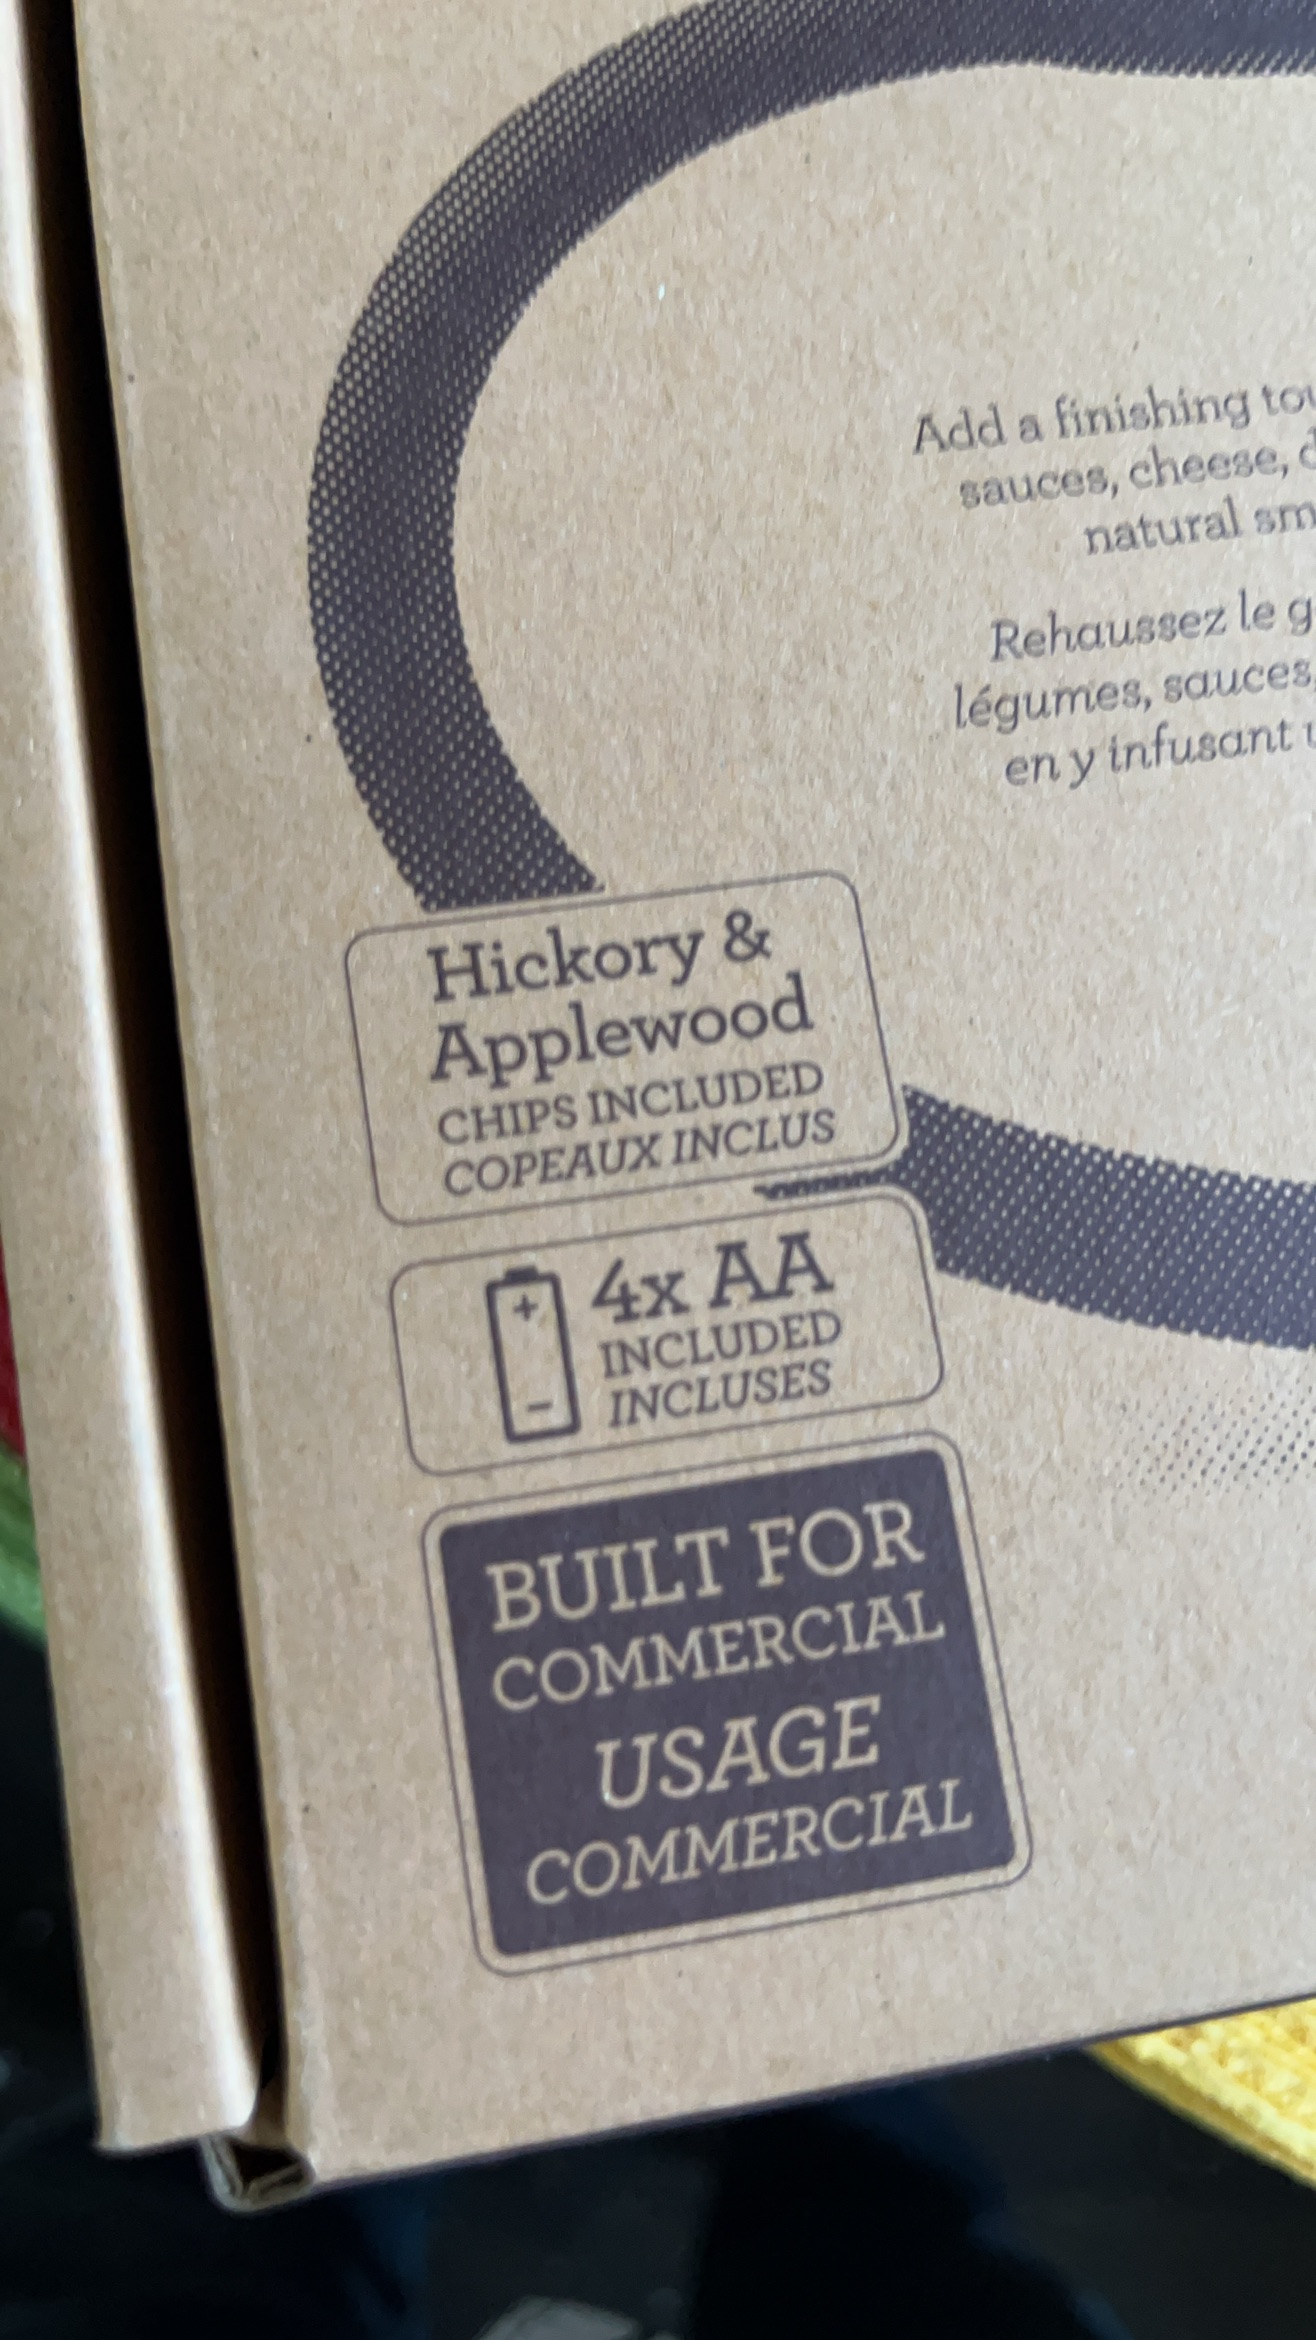 Add a finishing
sauces, cheese,
natural
Rehaussez le
légumes, sauces,
en y infusant
Hickory &
Applewood
CHIPS INCLUDED
COPEAUX INCLUS
+ 4x AA
INCLUDED
- INCLUSES
BUILT FOR
COMMERCIAL
USAGE
COMMERCIAL